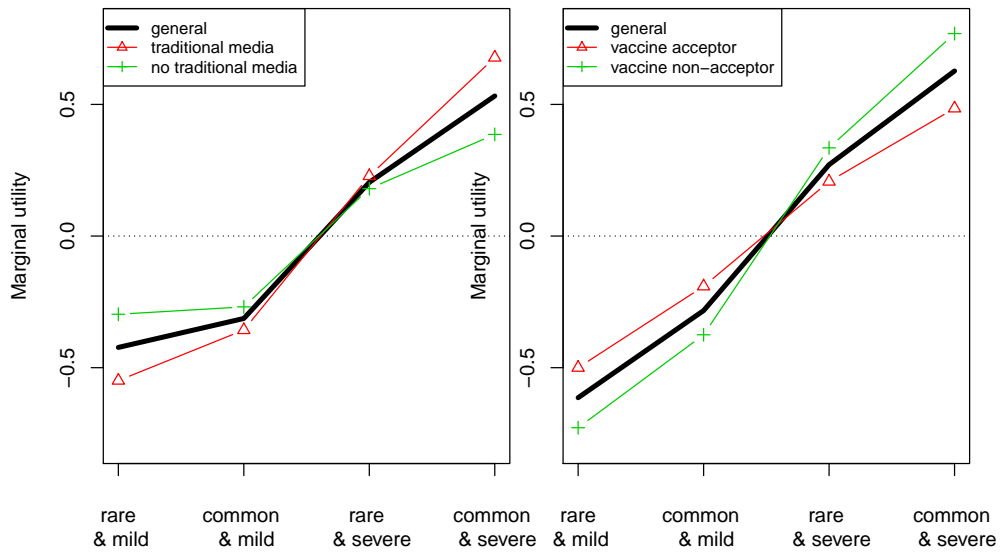 general
traditional media
no traditional media
Marginal utility
0.5
0.0
−0.5
rare
& mild
common
& mild
rare
& severe
common
& severe
general
vaccine acceptor
vaccine non−acceptor
Marginal utility
0.5
0.0
−0.5
rare
& mild
common
& mild
rare
& severe
common
& severe